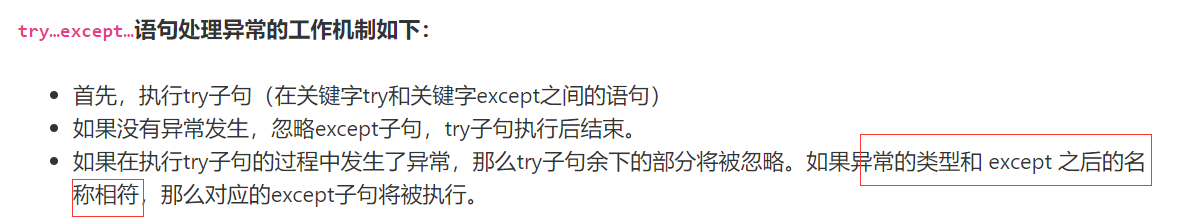 try…except…语句处理异常的工作机制如下：
首先，执行try子句（在关键字try和关键字except之间的语句）
如果没有异常发生，忽略except子句，try子句执行后结束。
如果在执行try子句的过程中发生了异常，那么try子句余下的部分将被忽略。如果异常的类型和 except 之后的名
称相符，那么对应的except子句将被执行。